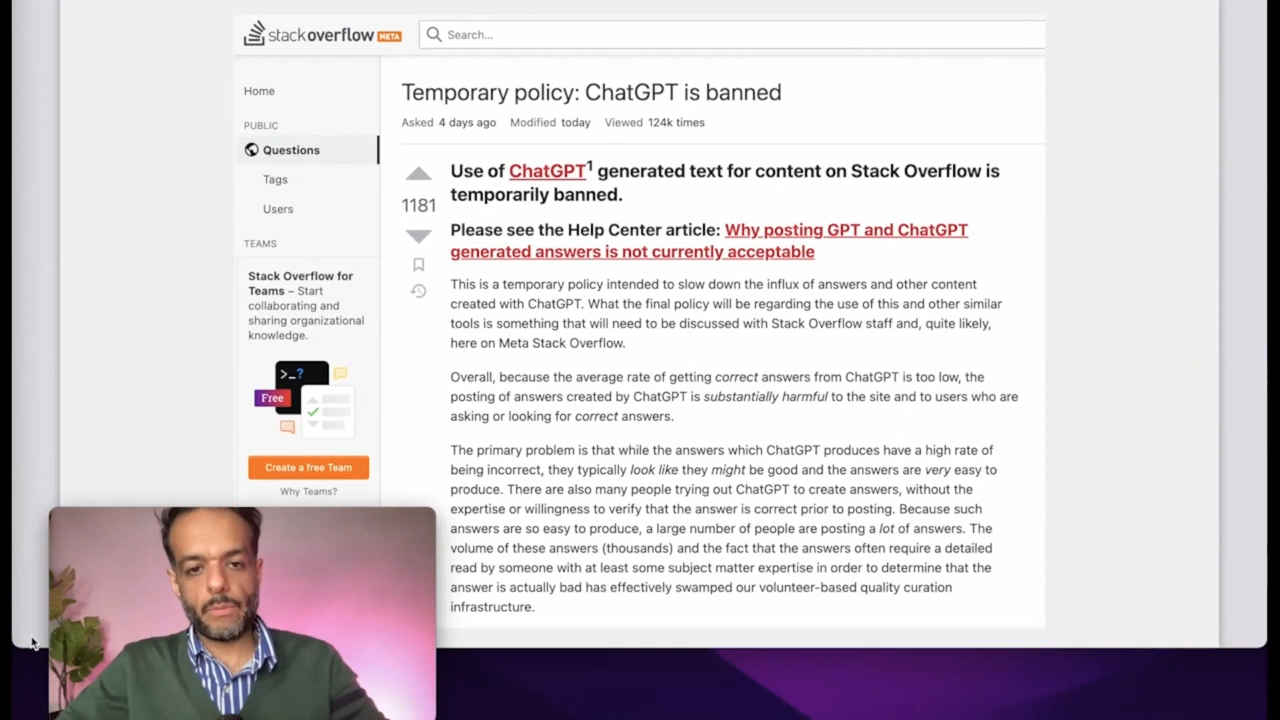 stackoverflow META
Search...
Home
PUBLIC
Questions
Tags
Users
TEAMS
Stack Overflow for
Teams – Start
collaborating and
sharing organizational
knowledge.
>_?
Free
Create a free Team
Why Teams?
Temporary policy: ChatGPT is banned
Asked 4 days ago Modified today Viewed 124k times
1181
Use of ChatGPT1 generated text for content on Stack Overflow is
temporarily banned.
Please see the Help Center article: Why posting GPT and ChatGPT
generated answers is not currently acceptable
This is a temporary policy intended to slow down the influx of answers and other content
created with ChatGPT. What the final policy will be regarding the use of this and other similar
tools is something that will need to be discussed with Stack Overflow staff and, quite likely,
here on Meta Stack Overflow.
Overall, because the average rate of getting correct answers from ChatGPT is too low, the
posting of answers created by ChatGPT is substantially harmful to the site and to users who are
asking or looking for correct answers.
The primary problem is that while the answers which ChatGPT produces have a high rate of
being incorrect, they typically look like they might be good and the answers are very easy to
produce. There are also many people trying out ChatGPT to create answers, without the
expertise or willingness to verify that the answer is correct prior to posting. Because such
answers are so easy to produce, a large number of people are posting a lot of answers. The
volume of these answers (thousands) and the fact that the answers often require a detailed
read by someone with at least some subject matter expertise in order to determine that the
answer is actually bad has effectively swamped our volunteer-based quality curation
infrastructure.